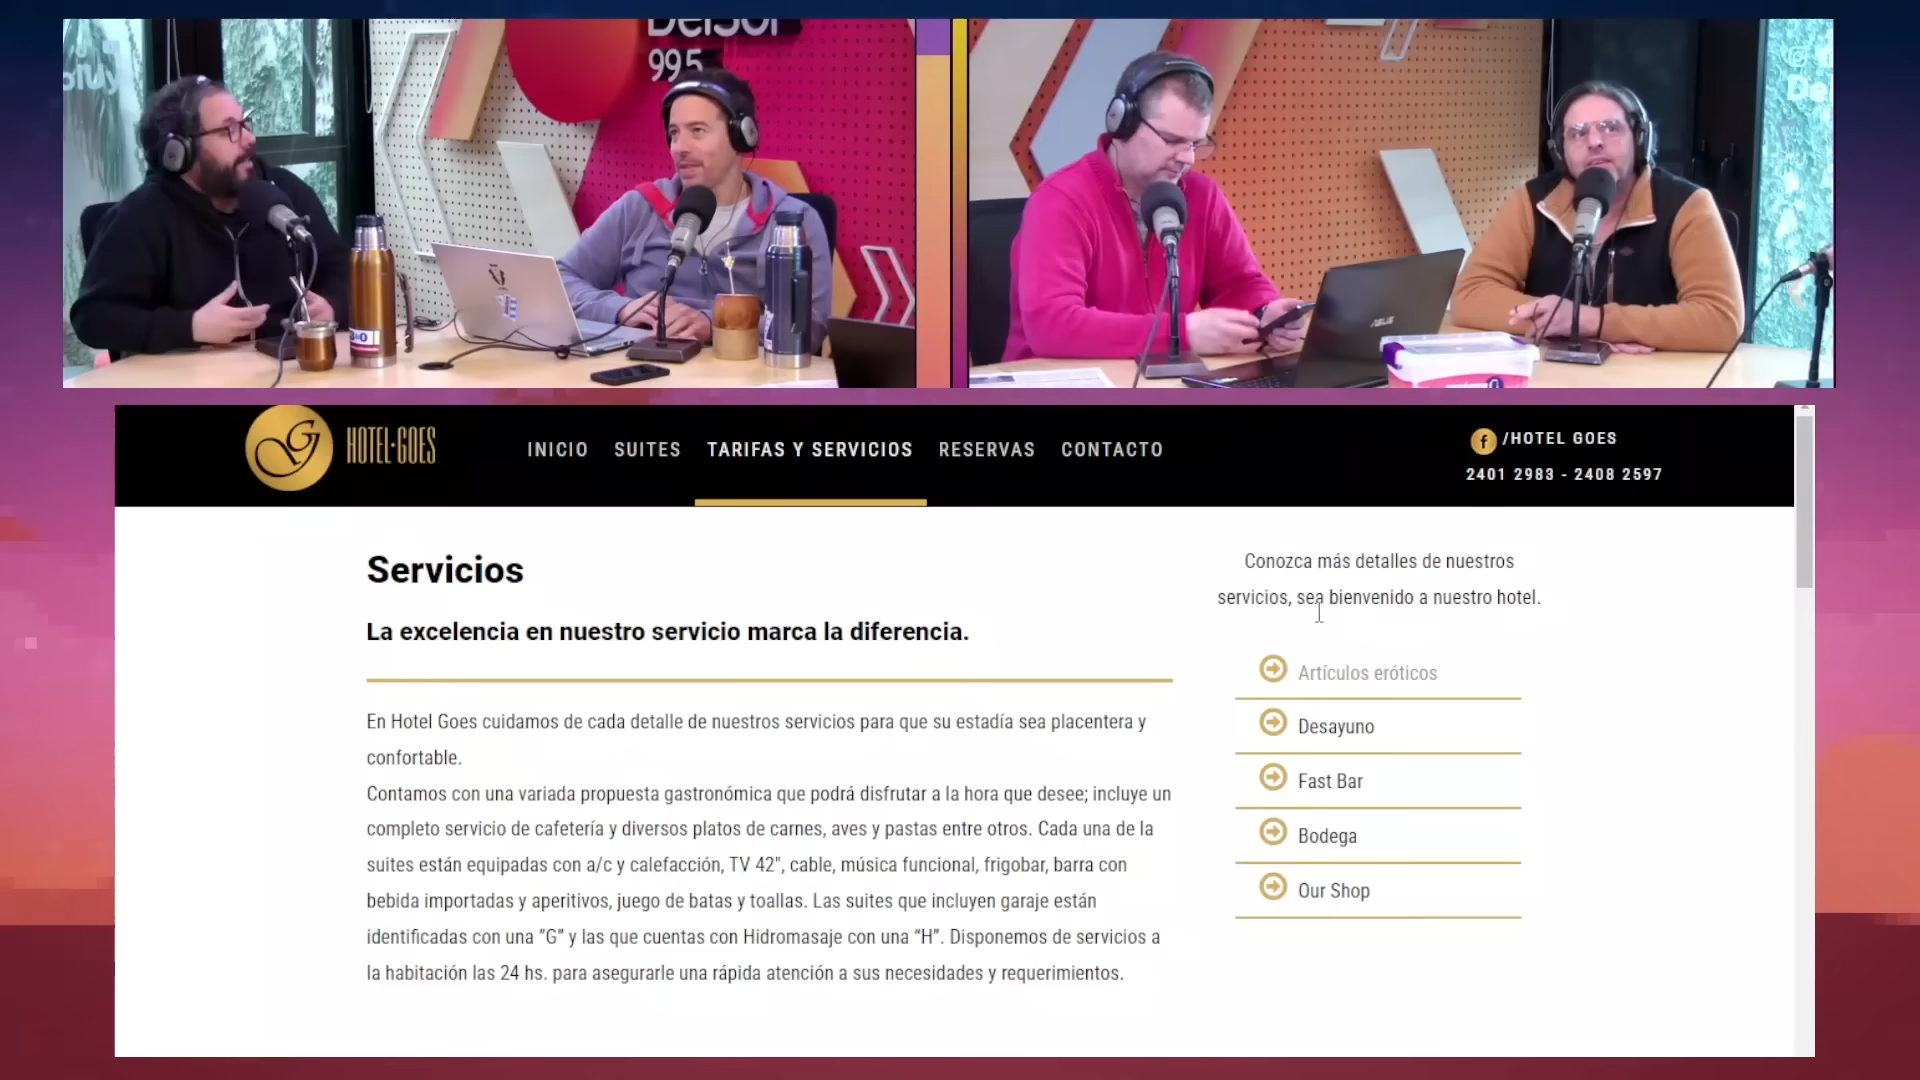 DelSol
99.5
De
ASUS
G
HOTEL·GOES
INICIO
SUITES
TARIFAS Y SERVICIOS
RESERVAS
CONTACTO
f /HOTEL GOES
2401 2983 - 2408 2597
Servicios
La excelencia en nuestro servicio marca la diferencia.
En Hotel Goes cuidamos de cada detalle de nuestros servicios para que su estadía sea placentera y
confortable.
Contamos con una variada propuesta gastronómica que podrá disfrutar a la hora que desee; incluye un
completo servicio de cafetería y diversos platos de carnes, aves y pastas entre otros. Cada una de la
suites están equipadas con a/c y calefacción, TV 42", cable, música funcional, frigobar, barra con
bebida importadas y aperitivos, juego de batas y toallas. Las suites que incluyen garaje están
identificadas con una "G" y las que cuentas con Hidromasaje con una “H”. Disponemos de servicios a
la habitación las 24 hs. para asegurarle una rápida atención a sus necesidades y requerimientos.
Conozca más detalles de nuestros
servicios, sea bienvenido a nuestro hotel.
Artículos eróticos
Desayuno
Fast Bar
Bodega
Our Shop